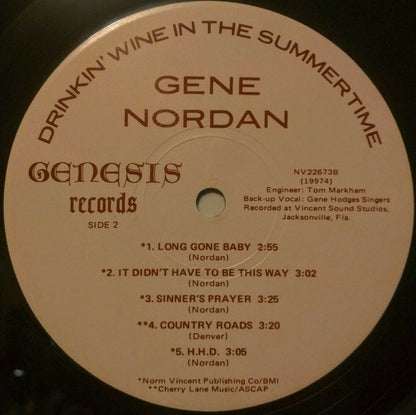 DRINKIN' WINE IN THE SUMMERTIME
GENE
NORDAN
GENESIS
records
SIDE 2
NV22673B
(19974)
Engineer: Tom Markham
Back-up Vocal: Gene Hodges Singers
Recorded at Vincent Sound Studios,
Jacksonville, Fla.
*1. LONG GONE BABY 2:55
(Nordan)
*2. IT DIDN'T HAVE TO BE THIS WAY 3:02
(Nordan)
*3. SINNER'S PRAYER 3:25
(Nordan)
**4. COUNTRY ROADS 3:20
(Denver)
*5. H.H.D. 3:05
(Nordan)
*Norm Vincent Publishing Co/BMI
**Cherry Lane Music/ASCAP